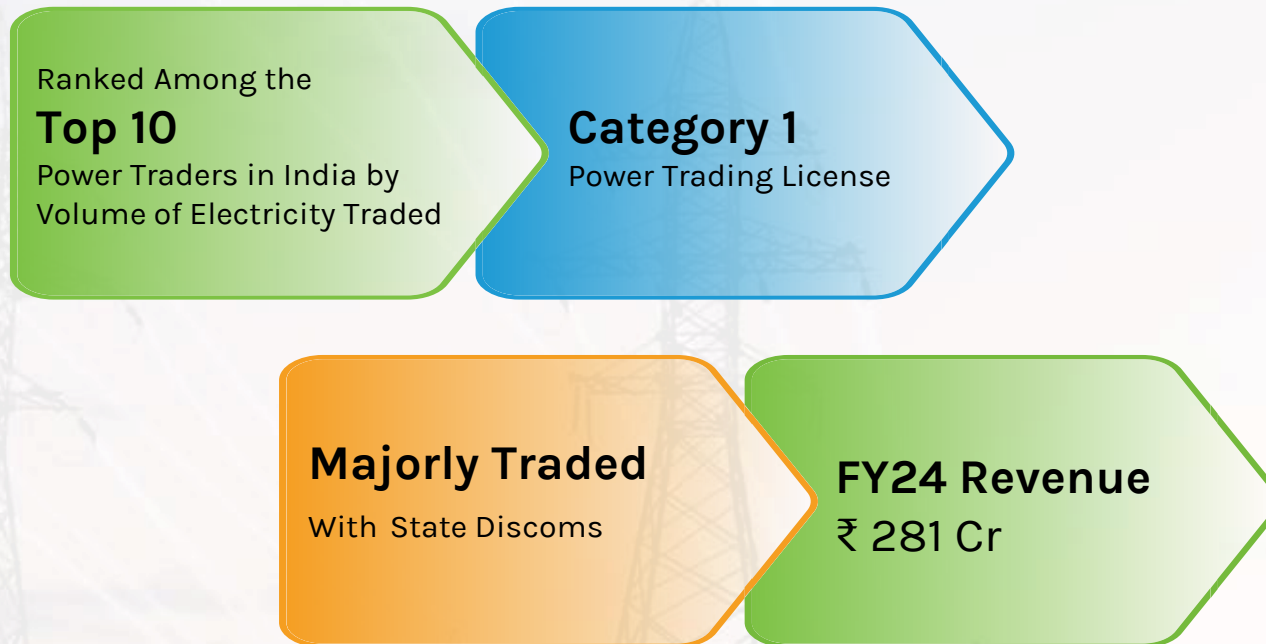 Ranked Among the
Top 10
Power Traders in India by
Volume of Electricity Traded
Category 1
Power Trading License
Majorly Traded
With State Discoms
FY24 Revenue
₹ 281 Cr